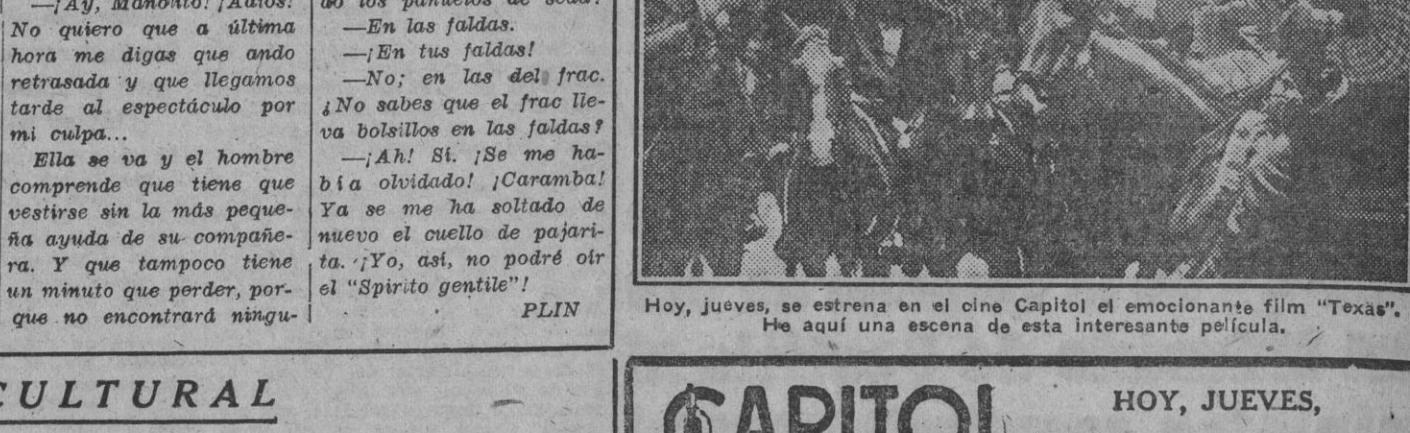 —¡Ay, Manolito! ¡Adiós!
No quiero que a última
hora me digas que ando
retrasada y que llegamos
tarde al espectáculo por
mi culpa...
Ella se va y el hombre
comprende que tiene que
vestirse sin la más peque-
ña ayuda de su compañe-
ra. Y que tampoco tiene
un minuto que perder, por-
que no encontrará ningu-
do los pañuelos de seda?
—En las faldas.
—¡En tus faldas!
—No; en las del frac.
¿No sabes que el frac lle-
va bolsillos en las faldas?
—¡Ah! Sí. ¡Se me ha-
bía olvidado! ¡Caramba!
Ya se me ha soltado de
nuevo el cuello de pajari-
ta. ¡Yo, así, no podré oír
el "Spirito gentile"!
PLIN
Hoy, jueves, se estrena en el cine Capitol el emocionante film "Texas".
He aquí una escena de esta interesante película.
CULTURAL
CAPITOL
HOY, JUEVES,